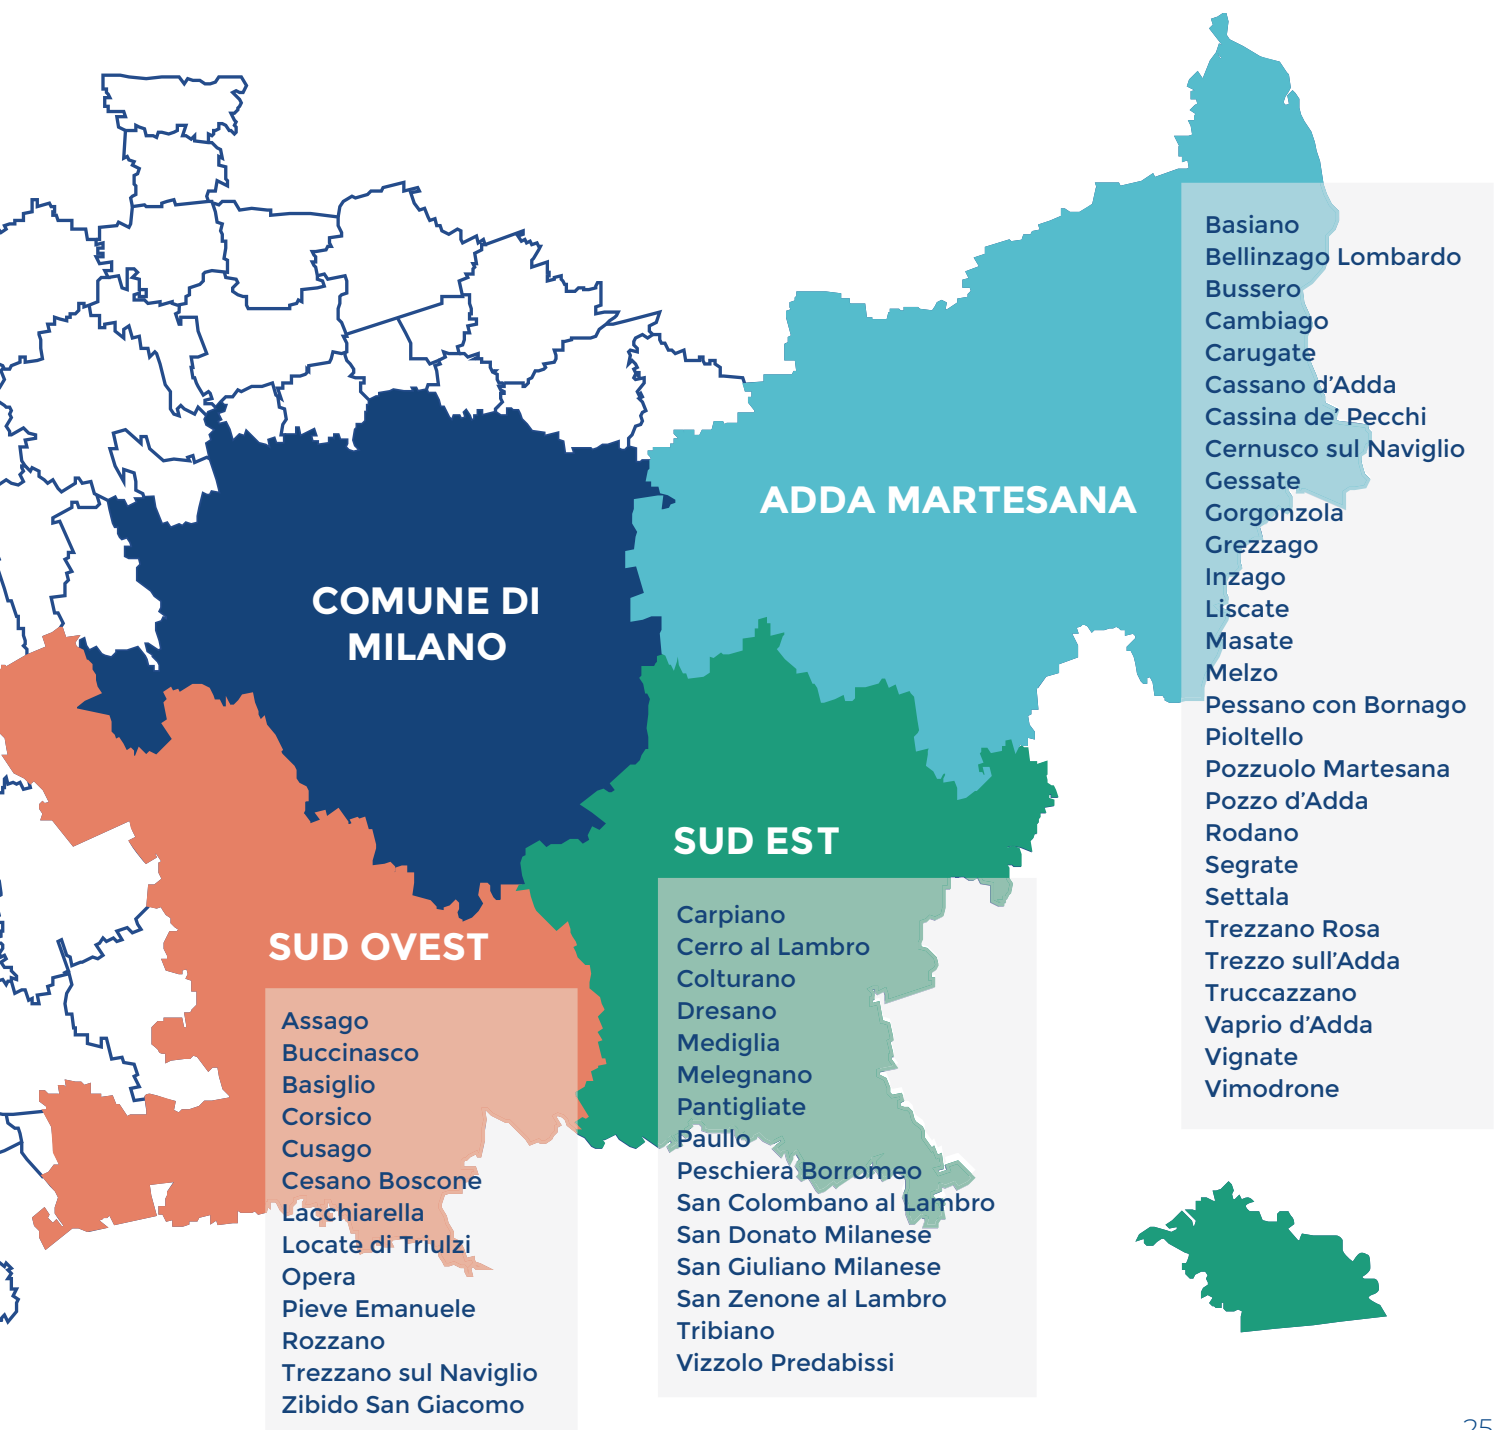 COMUNE DI
MILANO
ADDA MARTESANA
Basiano
Bellinzago Lombardo
Bussero
Cambiago
Carugate
Cassano d’Adda
Cassina de’ Pecchi
Cernusco sul Naviglio
Gessate
Gorgonzola
Grezzago
Inzago
Liscate
Masate
Melzo
Pessano con Bornago
Pioltello
Pozzuolo Martesana
Pozzo d’Adda
Rodano
Segrate
Settala
Trezzano Rosa
Trezzo sull’Adda
Truccazzano
Vaprio d’Adda
Vignate
Vimodrone
SUD EST
Carpiano
Cerro al Lambro
Colturano
Dresano
Mediglia
Melegnano
Pantigliate
Paullo
Peschiera Borromeo
San Colombano al Lambro
San Donato Milanese
San Giuliano Milanese
San Zenone al Lambro
Tribiano
Vizzolo Predabissi
SUD OVEST
Assago
Buccinasco
Basiglio
Corsico
Cusago
Cesano Boscone
Lacchiarella
Locate di Triulzi
Opera
Pieve Emanuele
Rozzano
Trezzano sul Naviglio
Zibido San Giacomo
25